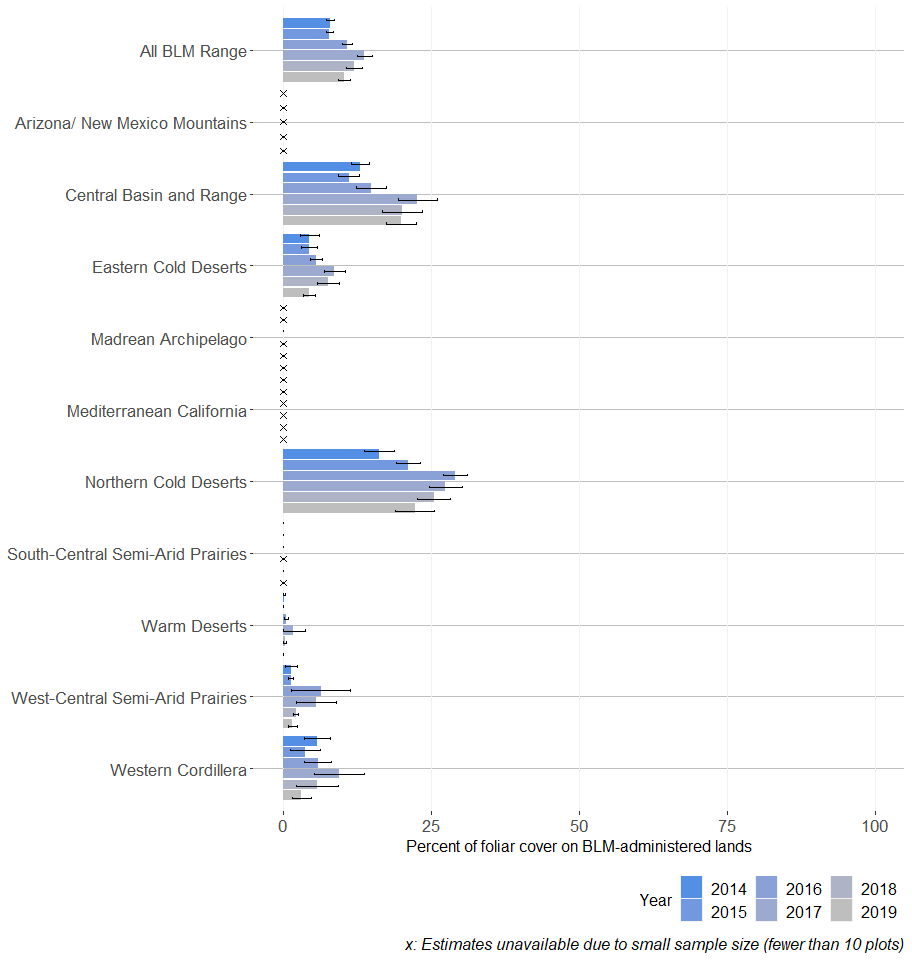 All BLM Range
Arizona/ New Mexico Mountains
Central Basin and Range
Eastern Cold Deserts
Madrean Archipelago
Mediterranean California
Northern Cold Deserts
South-Central Semi-Arid Prairies
Warm Deserts
West-Central Semi-Arid Prairies
Western Cordillera
0 25 50 75 100
Percent of foliar cover on BLM-administered lands
Year
2014 2016 2018
2015 2017 2019
x: Estimates unavailable due to small sample size (fewer than 10 plots)